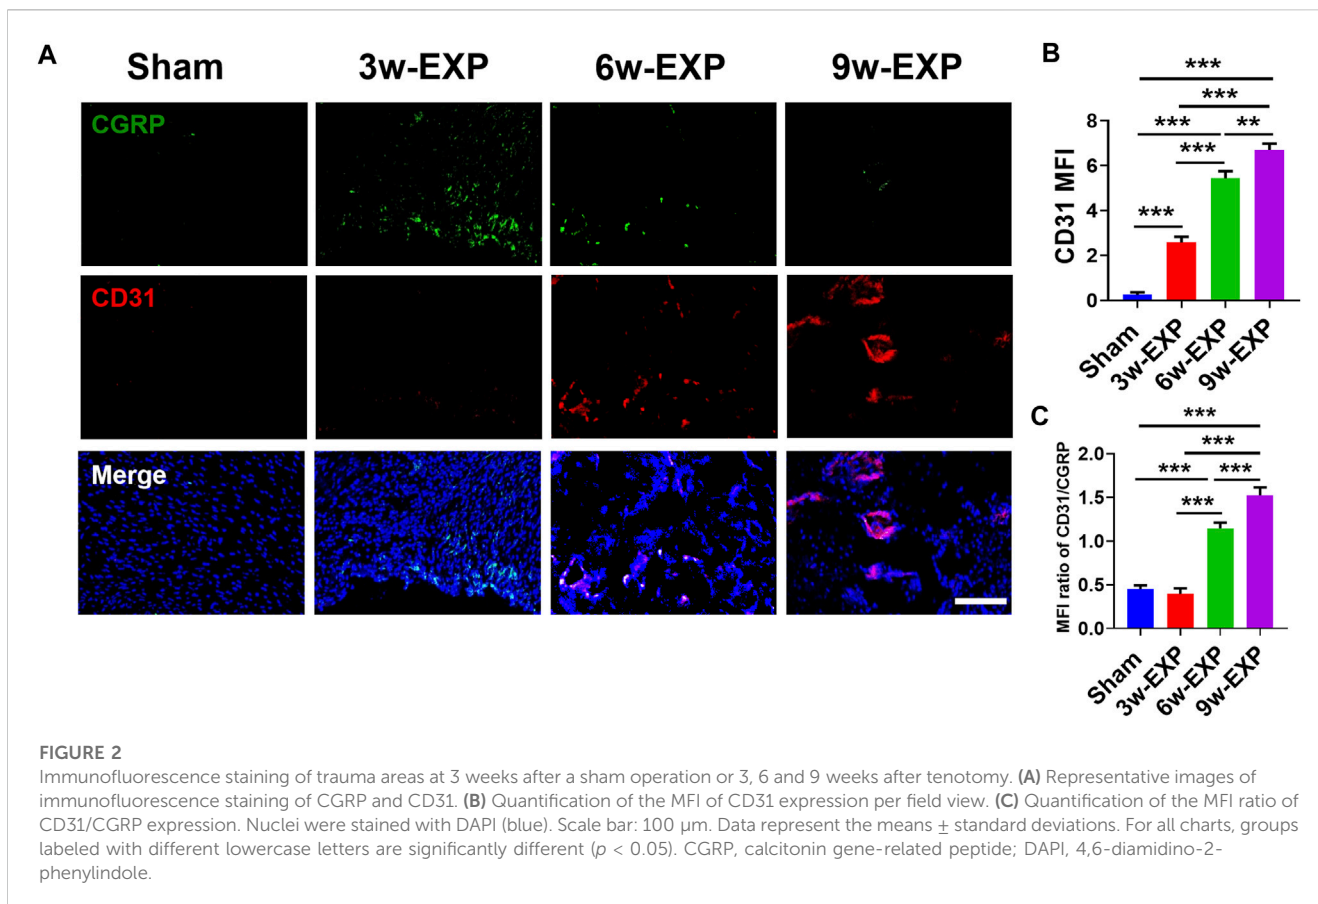 A
Sham
3w-EXP
6w-EXP
9w-EXP
CGRP
CD31
Merge
B
***
***
***
**
***
***
CD31 MFI
8
6
4
2
0
Sham
3w-EXP
6w-EXP
9w-EXP
C
***
***
***
***
***
MFI ratio of CD31/CGRP
2.0
1.5
1.0
0.5
0.0
Sham
3w-EXP
6w-EXP
9w-EXP
FIGURE 2
Immunofluorescence staining of trauma areas at 3 weeks after a sham operation or 3, 6 and 9 weeks after tenotomy. (A) Representative images of
immunofluorescence staining of CGRP and CD31. (B) Quantification of the MFI of CD31 expression per field view. (C) Quantification of the MFI ratio of
CD31/CGRP expression. Nuclei were stained with DAPI (blue). Scale bar: 100 μm. Data represent the means ± standard deviations. For all charts, groups
labeled with different lowercase letters are significantly different (p < 0.05). CGRP, calcitonin gene-related peptide; DAPI, 4,6-diamidino-2-
phenylindole.